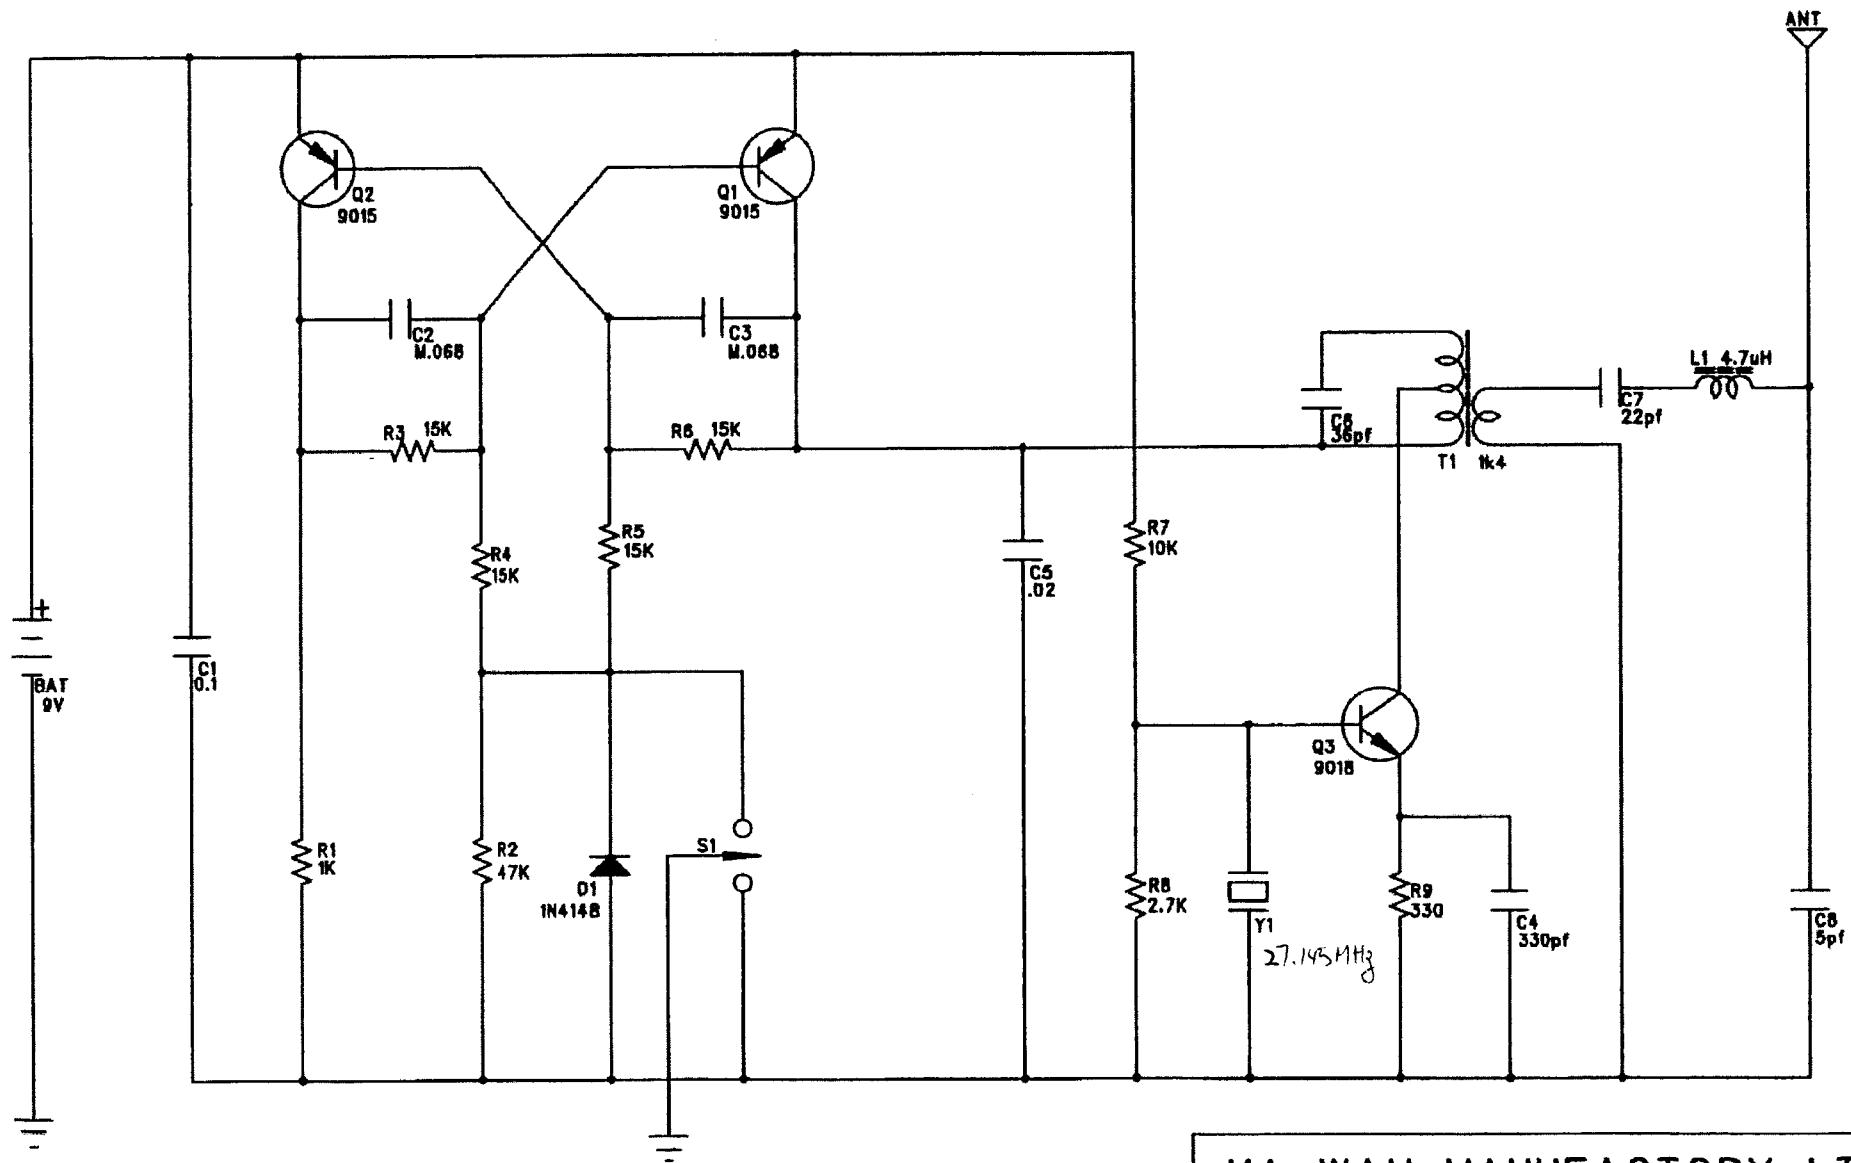 ANT
Q2
9015
Q1
9015
C2
M.068
C3
M.068
R3 15K
R6 15K
L1 4.7uH
C7
22pf
C6
36pf
T1 1k4
R4
15K
R5
15K
R7
10K
C5
.02
+
BAT
9V
C1
0.1
Q3
9018
R1
1K
R2
47K
D1
1N4148
S1
R8
2.7K
Y1
27.145MHz
R9
330
C4
330pf
C8
5pf